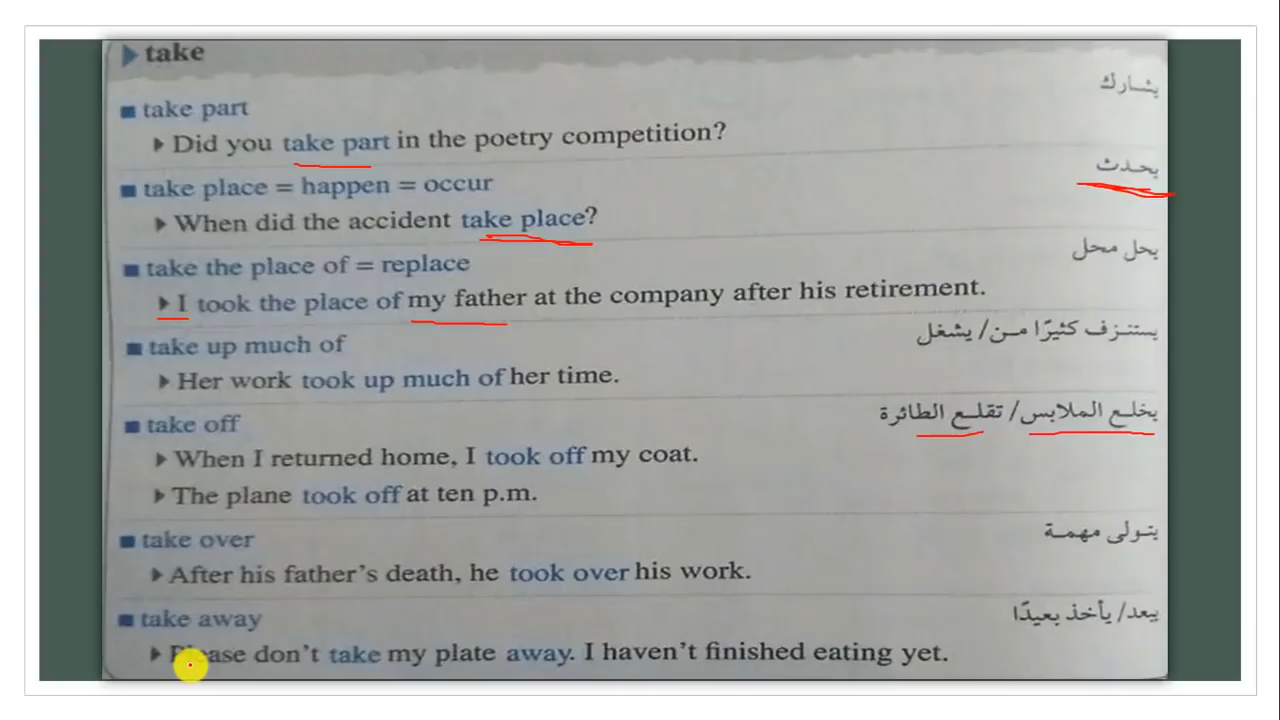 take
take part يشارك
Did you take part in the poetry competition?
take place = happen = occur يحدث
When did the accident take place?
take the place of = replace يحل محل
I took the place of my father at the company after his retirement.
take up much of يستنزف كثيرًا من/ يشغل
Her work took up much of her time.
take off يخلع الملابس/ تقلع الطائرة
When I returned home, I took off my coat.
The plane took off at ten p.m.
take over يتولى مهمة
After his father's death, he took over his work.
take away يبعد/ يأخذ بعيدًا
Please don't take my plate away. I haven't finished eating yet.